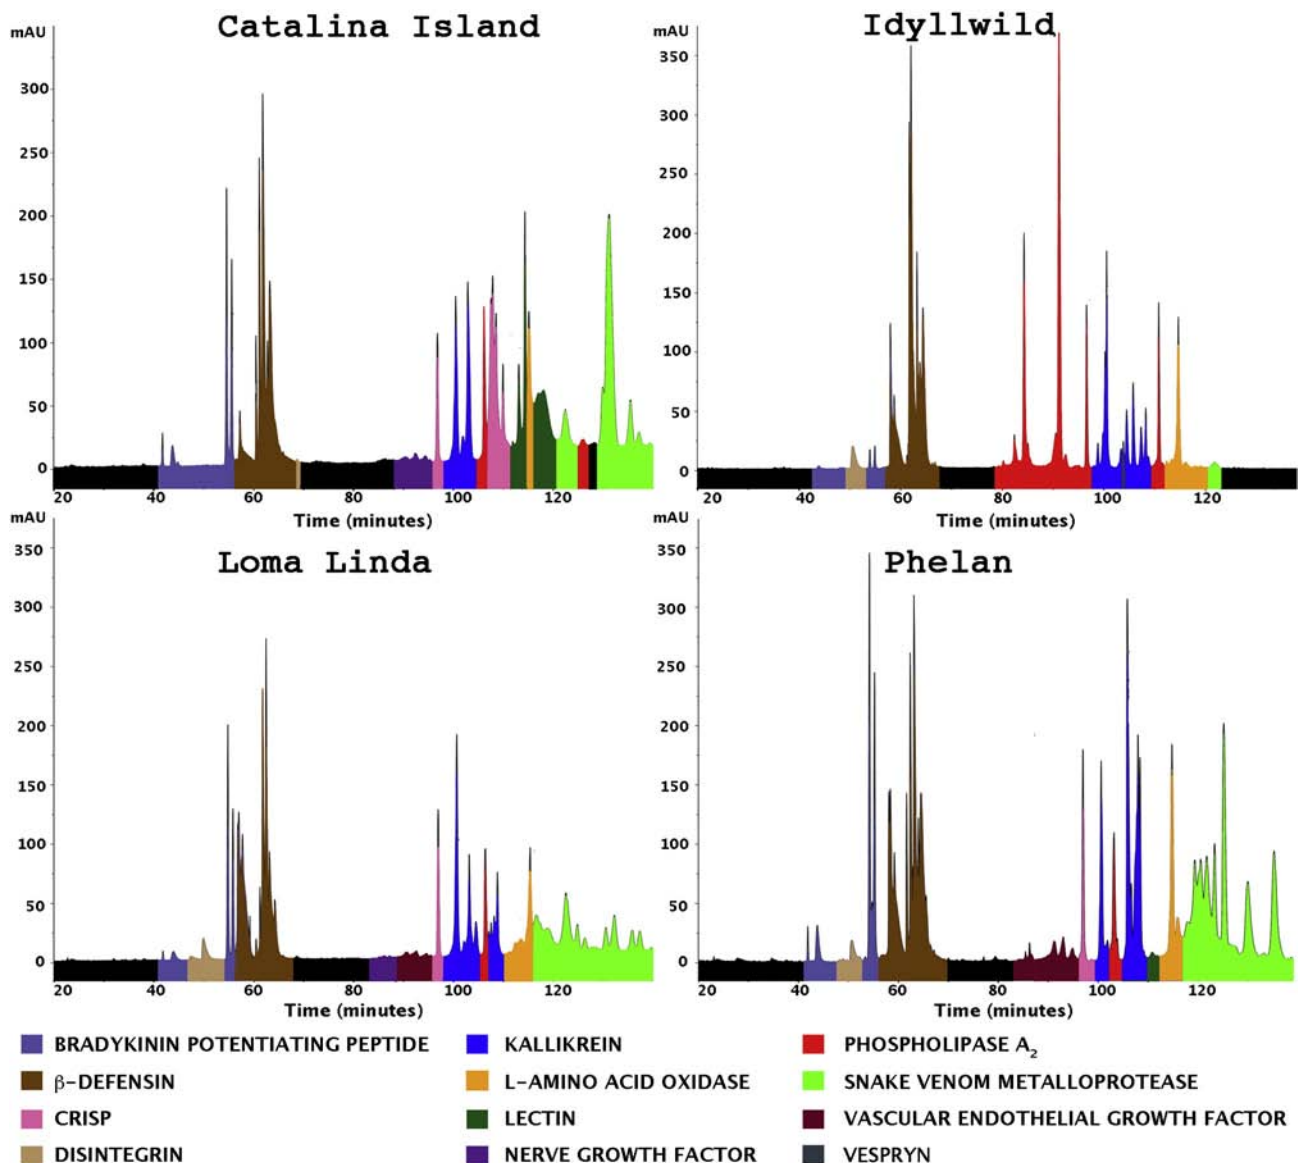 Catalina Island
mAU
300
250
200
150
100
50
0
20 40 60 80 100 120
Time (minutes)
Idyllwild
mAU
350
300
250
200
150
100
50
0
20 40 60 80 100 120
Time (minutes)
Loma Linda
mAU
350
300
250
200
150
100
50
0
20 40 60 80 100 120
Time (minutes)
Phelan
mAU
350
300
250
200
150
100
50
0
20 40 60 80 100 120
Time (minutes)
BRADYKININ POTENTIATING PEPTIDE
β-DEFENSIN
CRISP
DISINTEGRIN
KALLIKREIN
L-AMINO ACID OXIDASE
LECTIN
NERVE GROWTH FACTOR
PHOSPHOLIPASE A₂
SNAKE VENOM METALLOPROTEASE
VASCULAR ENDOTHELIAL GROWTH FACTOR
VESPRYN